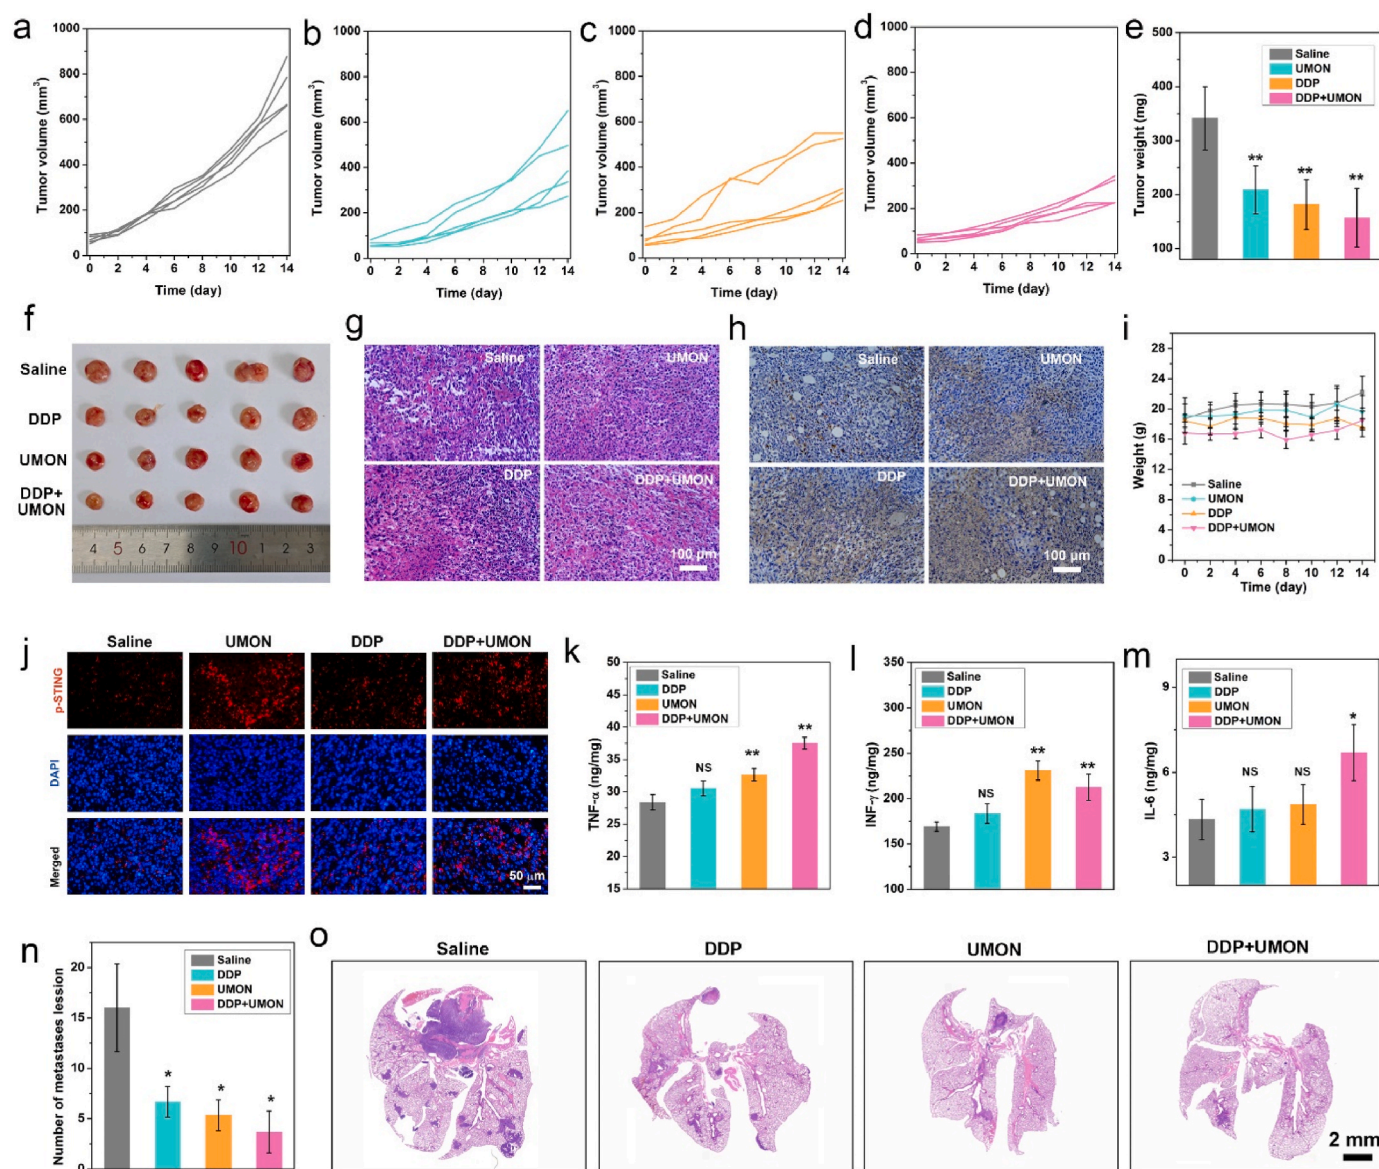 a
1000
800
600
400
200
0
Tumor volume (mm³)
0 2 4 6 8 10 12 14
Time (day)
b
1000
800
600
400
200
0
Tumor volume (mm³)
0 2 4 6 8 10 12 14
Time (day)
c
1000
800
600
400
200
0
Tumor volume (mm³)
0 2 4 6 8 10 12 14
Time (day)
d
1000
800
600
400
200
0
Tumor volume (mm³)
0 2 4 6 8 10 12 14
Time (day)
e
500
400
300
200
100
Tumor weight (mg)
Saline
UMON
DDP
DDP+UMON
** ** **
f
Saline
DDP
UMON
DDP+
UMON
4 5 6 7 8 9 10 1 2 3
g
Saline
UMON
DDP
DDP+UMON
100 μm
h
Saline
UMON
DDP
DDP+UMON
100 μm
i
28
24
20
16
12
8
4
0
Weight (g)
Saline
UMON
DDP
DDP+UMON
0 2 4 6 8 10 12 14
Time (day)
j
Saline UMON DDP DDP+UMON
p-STING
DAPI
Merged
50 μm
k
50
45
40
35
30
25
20
15
TNF-α (ng/mg)
Saline
DDP
UMON
DDP+UMON
NS ** **
l
350
300
250
200
150
100
INF-γ (ng/mg)
Saline
DDP
UMON
DDP+UMON
NS ** **
m
9
6
3
IL-6 (ng/mg)
Saline
DDP
UMON
DDP+UMON
NS NS *
n
20
15
10
5
0
Number of metastases lession
Saline
DDP
UMON
DDP+UMON
* * *
o
Saline DDP UMON DDP+UMON
2 mm